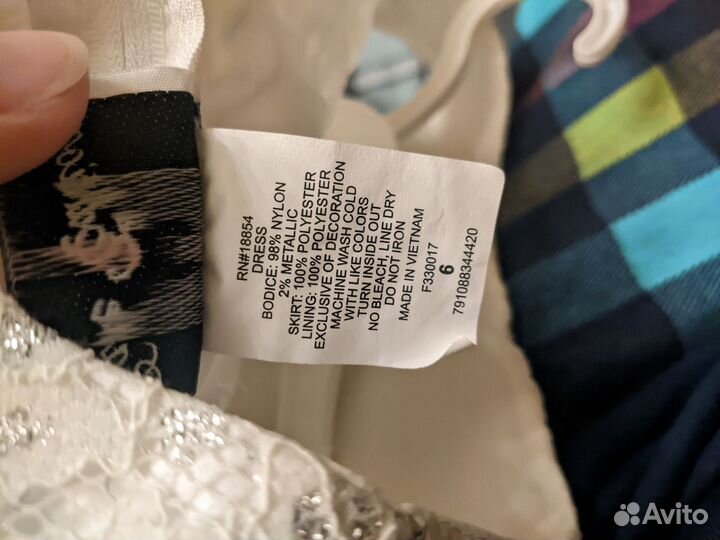 RN#18854
DRESS
BODICE: 98% NYLON
2% METALLIC
SKIRT: 100% POLYESTER
LINING: 100% POLYESTER
EXCLUSIVE OF DECORATION
MACHINE WASH COLD
WITH LIKE COLORS
TURN INSIDE OUT
NO BLEACH, LINE DRY
DO NOT IRON
MADE IN VIETNAM
F330017
6
791088344420
Avito